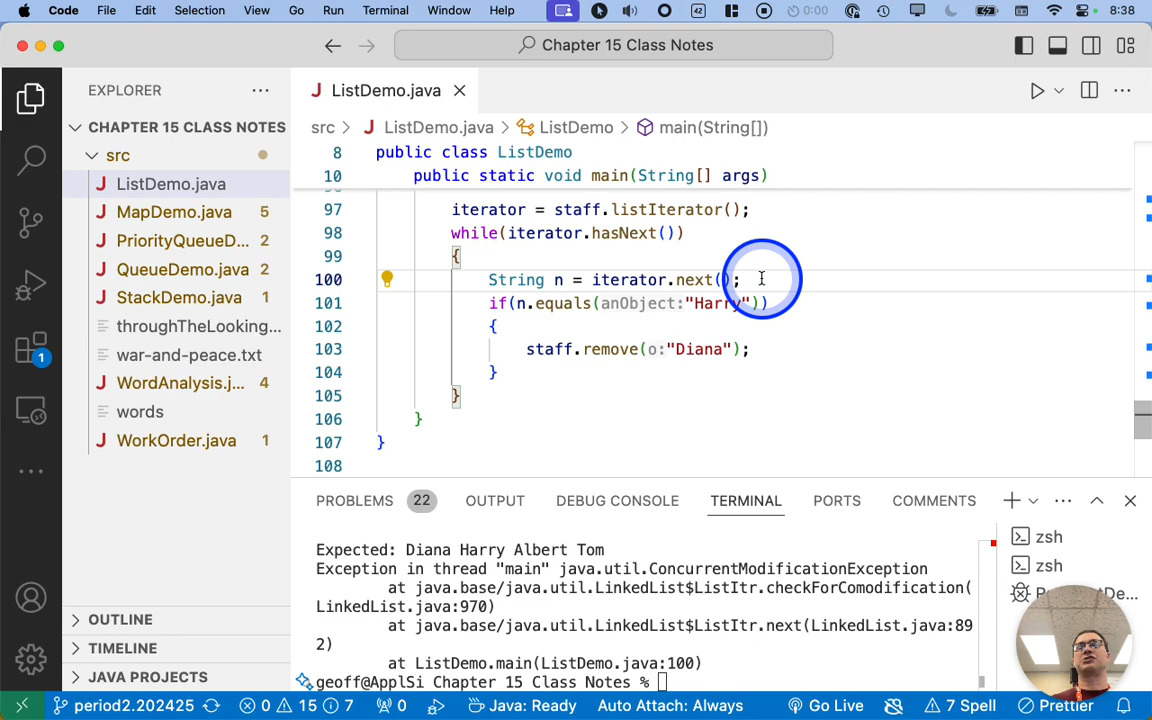 Code File Edit Selection View Go Run Terminal Window Help 42 0:00 8:38
Chapter 15 Class Notes
EXPLORER
ListDemo.java
CHAPTER 15 CLASS NOTES
src
ListDemo.java
MapDemo.java 5
PriorityQueueD... 2
QueueDemo.java 2
StackDemo.java 1
throughTheLooking...
war-and-peace.txt
WordAnalysis.j... 4
words
WorkOrder.java 1
1
OUTLINE
TIMELINE
JAVA PROJECTS
src > ListDemo.java > ListDemo > main(String[])
8 public class ListDemo
10 public static void main(String[] args)
97 iterator = staff.listIterator();
98 while(iterator.hasNext())
99 {
100 String n = iterator.next();
101 if(n.equals(anObject:"Harry"))
102 {
103 staff.remove(o:"Diana");
104 }
105 }
106 }
107 }
108
PROBLEMS 22 OUTPUT DEBUG CONSOLE TERMINAL PORTS COMMENTS
Expected: Diana Harry Albert Tom
Exception in thread "main" java.util.ConcurrentModificationException
at java.base/java.util.LinkedList$ListItr.checkForComodification(
LinkedList.java:970)
at java.base/java.util.LinkedList$ListItr.next(LinkedList.java:89
2)
at ListDemo.main(ListDemo.java:100)
geoff@ApplSi Chapter 15 Class Notes %
zsh
zsh
period2.202425 0 15 7 0 Java: Ready Auto Attach: Always Go Live 7 Spell Prettier